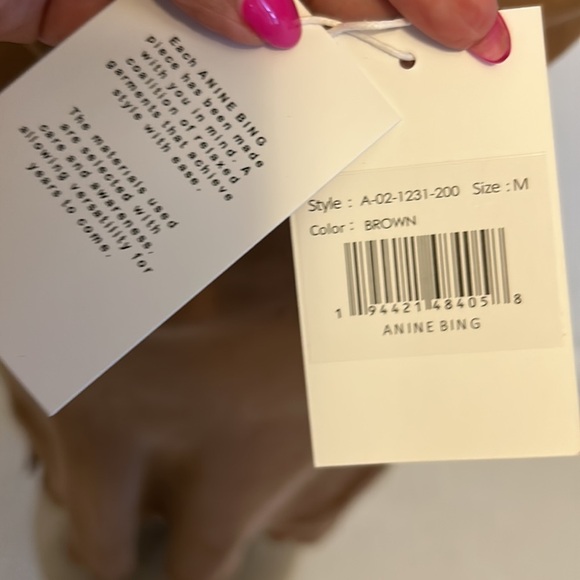 Each ANINE BING
piece has been made
with you in mind. A
coalition of relaxed
garments that achieve
style with ease.
The materials used
are selected with
care and awareness,
allowing versatility for
years to come.
Style : A-02-1231-200 Size : M
Color : BROWN
1 94421 48405 8
ANINE BING